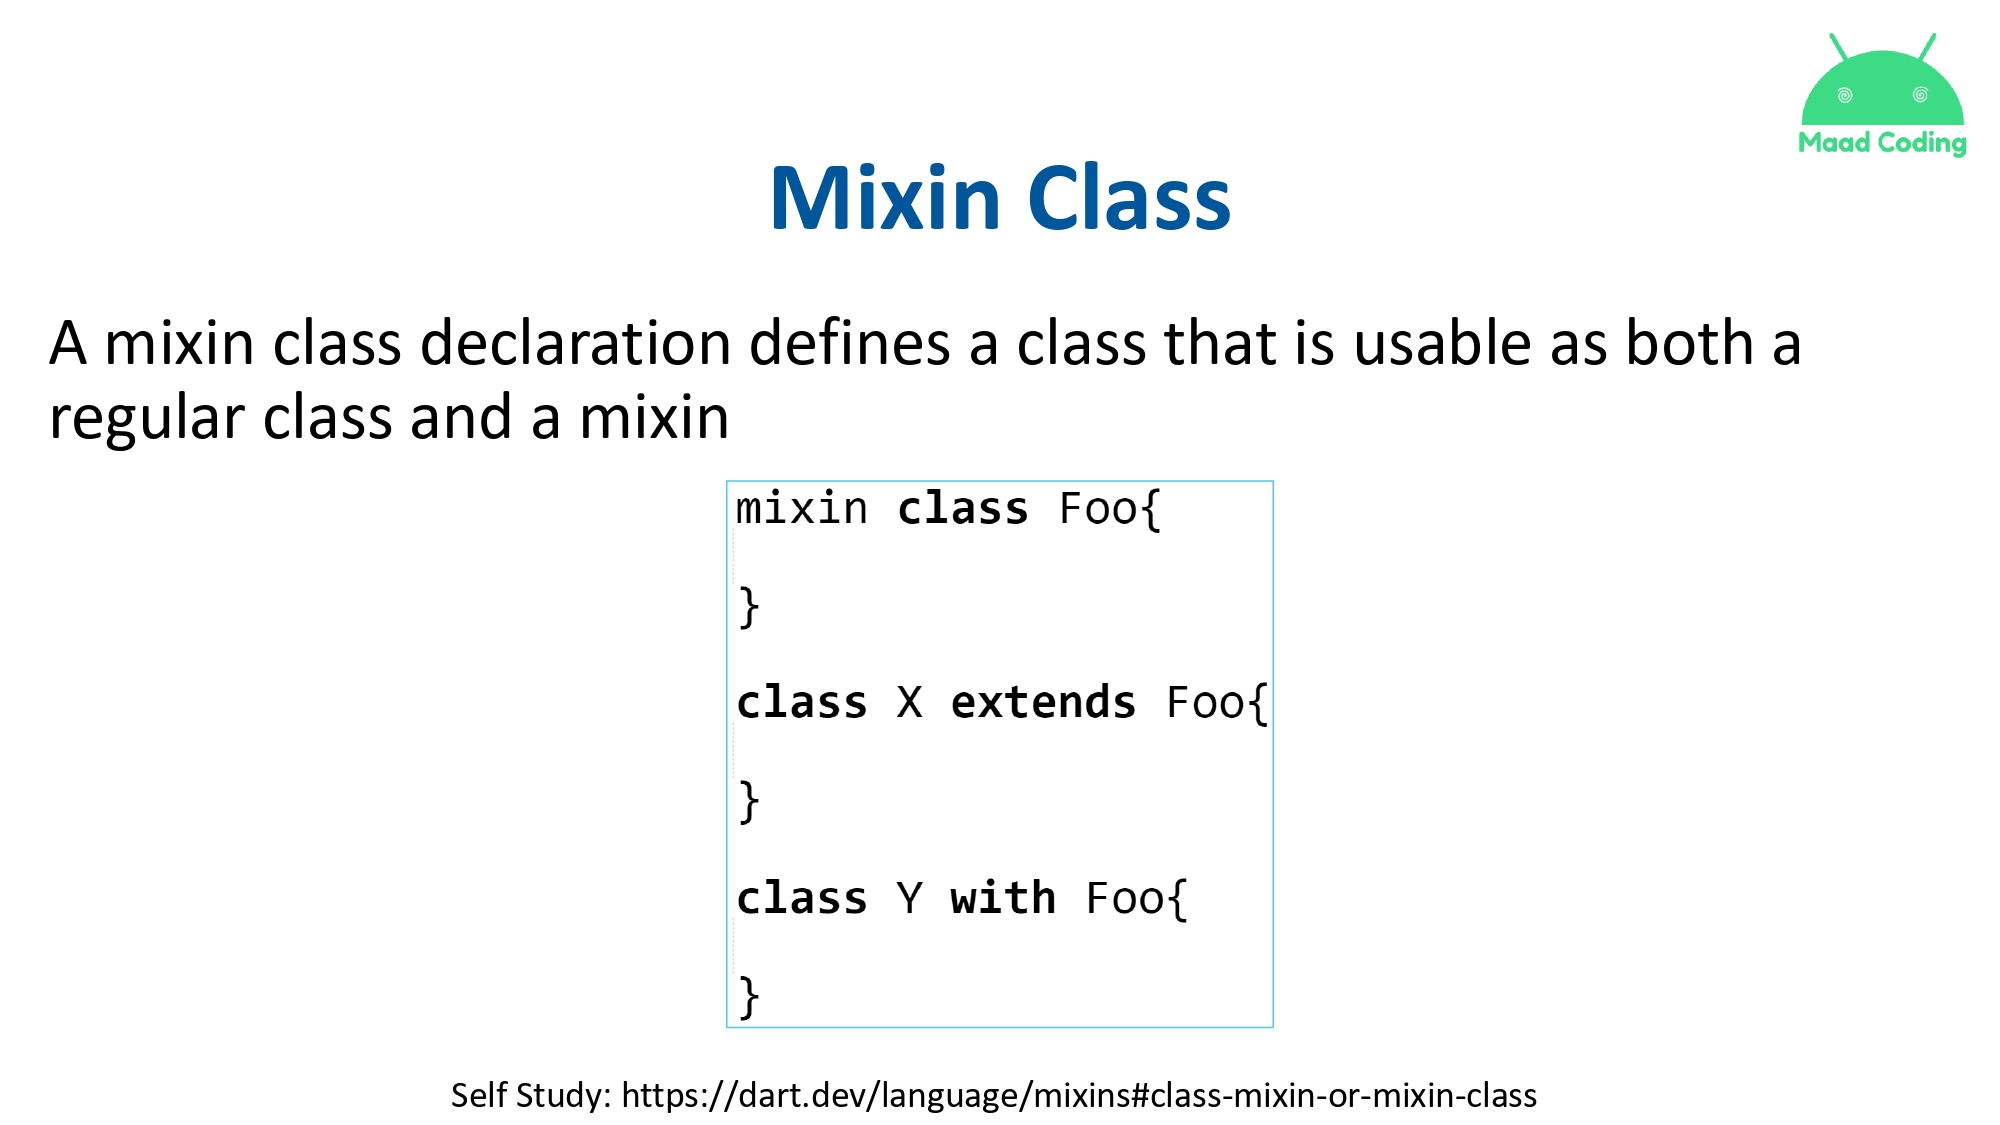 Maad Coding
Mixin Class
A mixin class declaration defines a class that is usable as both a
regular class and a mixin
mixin class Foo{
}
class X extends Foo{
}
class Y with Foo{
}
Self Study: https://dart.dev/language/mixins#class-mixin-or-mixin-class